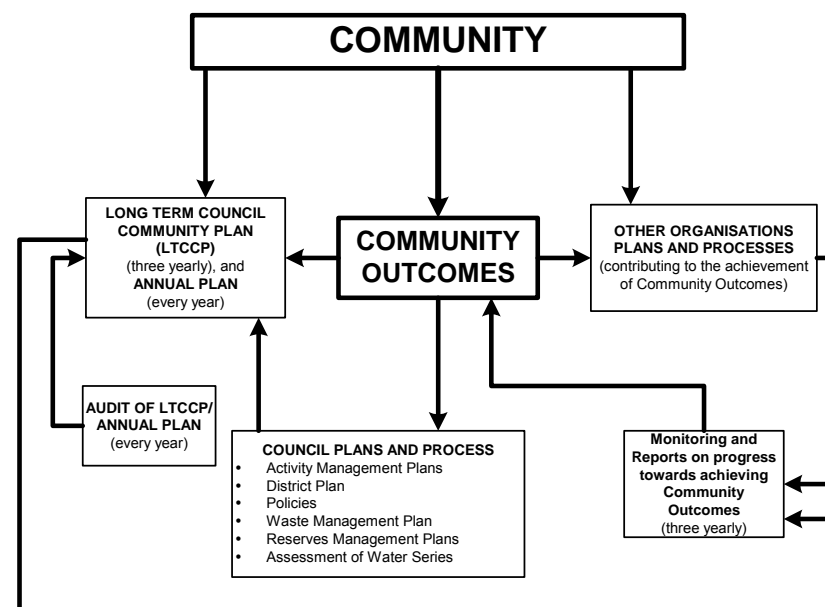 COMMUNITY
LONG TERM COUNCIL
COMMUNITY PLAN
(LTCCP)
(three yearly), and
ANNUAL PLAN
(every year)
COMMUNITY
OUTCOMES
OTHER ORGANISATIONS
PLANS AND PROCESSES
(contributing to the achievement
of Community Outcomes)
AUDIT OF LTCCP/
ANNUAL PLAN
(every year)
COUNCIL PLANS AND PROCESS
• Activity Management Plans
• District Plan
• Policies
• Waste Management Plan
• Reserves Management Plans
• Assessment of Water Series
Monitoring and
Reports on progress
towards achieving
Community
Outcomes
(three yearly)